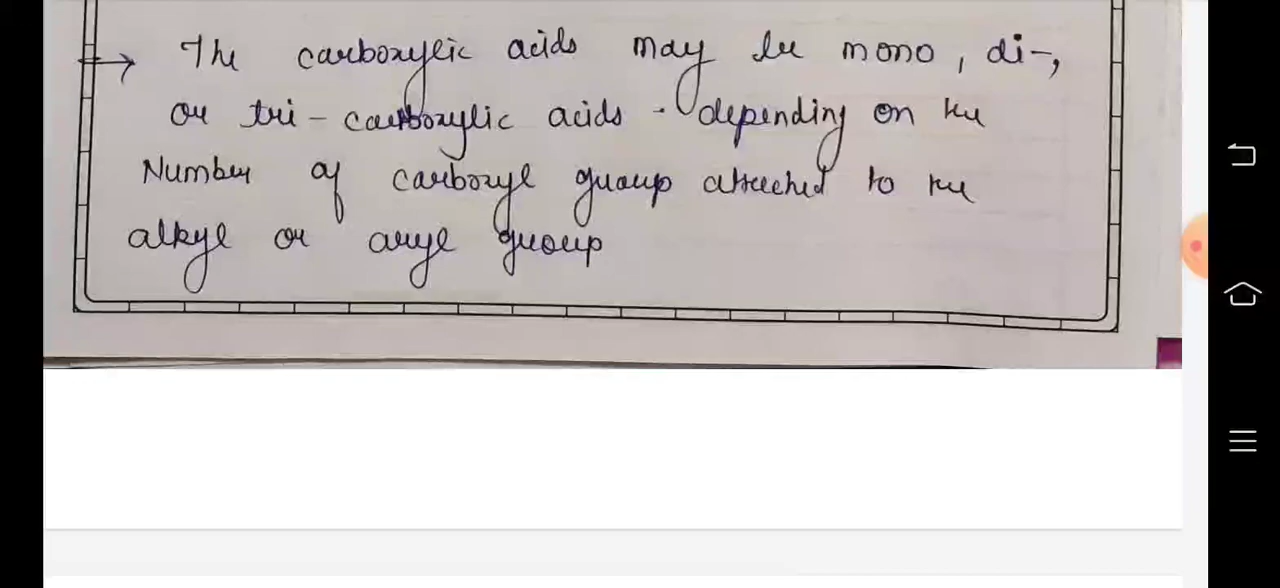 → The carboxylic acids may be mono, di-,
or tri-carboxylic acids - depending on the
Number of carboxyl group attached to the
alkyl or aryl group